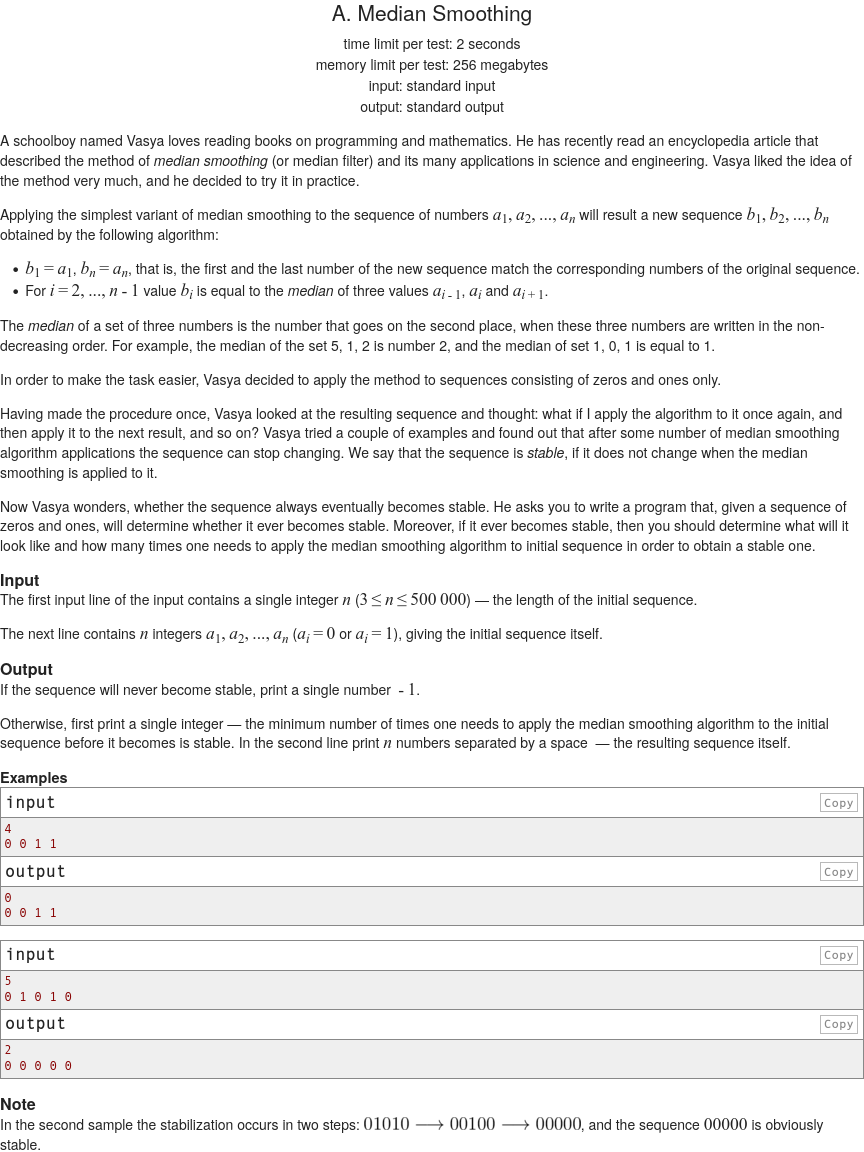 A. Median Smoothing
time limit per test: 2 seconds
memory limit per test: 256 megabytes
input: standard input
output: standard output
A schoolboy named Vasya loves reading books on programming and mathematics. He has recently read an encyclopedia article that
described the method of median smoothing (or median filter) and its many applications in science and engineering. Vasya liked the idea of
the method very much, and he decided to try it in practice.
Applying the simplest variant of median smoothing to the sequence of numbers a1, a2, ..., an will result a new sequence b1, b2, ..., bn
obtained by the following algorithm:
• b1 = a1, bn = an, that is, the first and the last number of the new sequence match the corresponding numbers of the original sequence.
• For i = 2, ..., n - 1 value bi is equal to the median of three values ai - 1, ai and ai + 1.
The median of a set of three numbers is the number that goes on the second place, when these three numbers are written in the non-
decreasing order. For example, the median of the set 5, 1, 2 is number 2, and the median of set 1, 0, 1 is equal to 1.
In order to make the task easier, Vasya decided to apply the method to sequences consisting of zeros and ones only.
Having made the procedure once, Vasya looked at the resulting sequence and thought: what if I apply the algorithm to it once again, and
then apply it to the next result, and so on? Vasya tried a couple of examples and found out that after some number of median smoothing
algorithm applications the sequence can stop changing. We say that the sequence is stable, if it does not change when the median
smoothing is applied to it.
Now Vasya wonders, whether the sequence always eventually becomes stable. He asks you to write a program that, given a sequence of
zeros and ones, will determine whether it ever becomes stable. Moreover, if it ever becomes stable, then you should determine what will it
look like and how many times one needs to apply the median smoothing algorithm to initial sequence in order to obtain a stable one.
Input
The first input line of the input contains a single integer n (3 ≤ n ≤ 500 000) — the length of the initial sequence.
The next line contains n integers a1, a2, ..., an (ai = 0 or ai = 1), giving the initial sequence itself.
Output
If the sequence will never become stable, print a single number  - 1.
Otherwise, first print a single integer — the minimum number of times one needs to apply the median smoothing algorithm to the initial
sequence before it becomes is stable. In the second line print n numbers separated by a space  — the resulting sequence itself.
Examples
input Copy
4
0 0 1 1
output Copy
0
0 0 1 1
input Copy
5
0 1 0 1 0
output Copy
2
0 0 0 0 0
Note
In the second sample the stabilization occurs in two steps: 01010 ⟶ 00100 ⟶ 00000, and the sequence 00000 is obviously
stable.